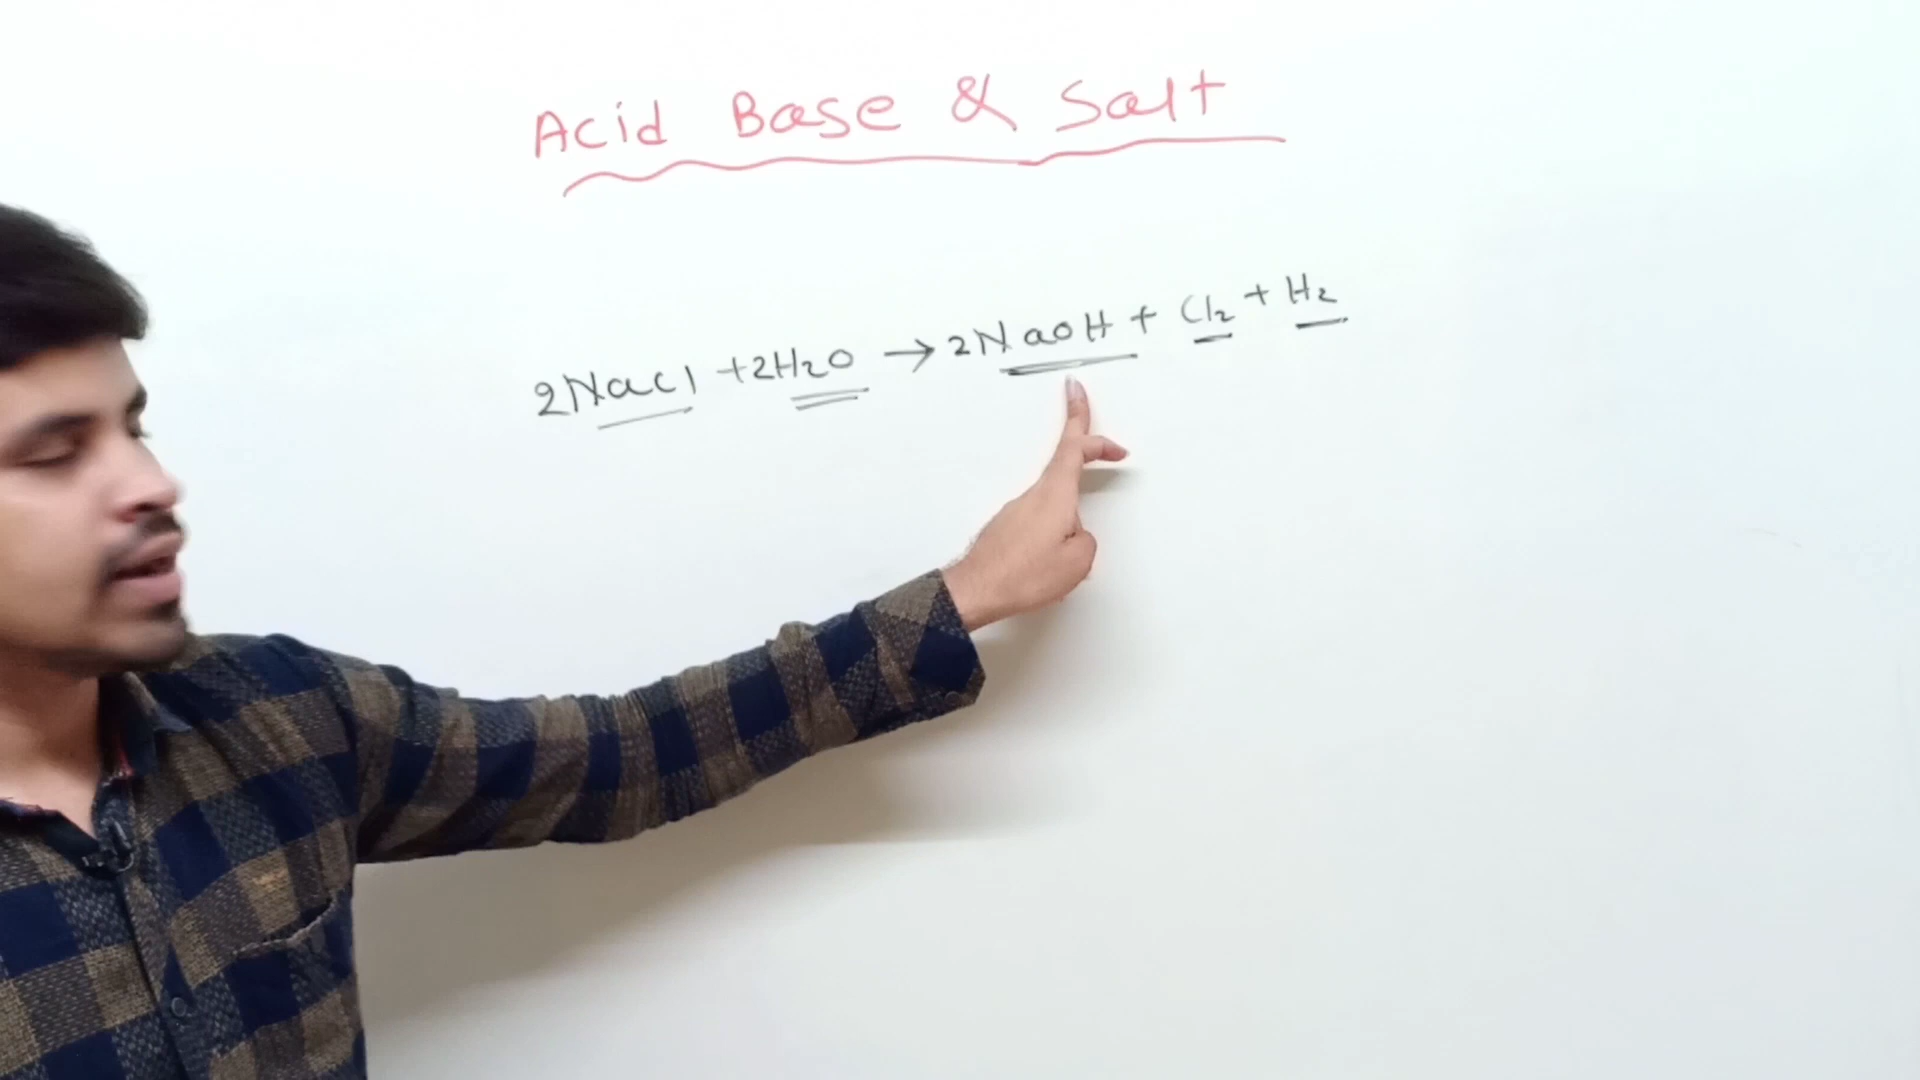 Acid Base & Salt
2NaCl + 2H₂O → 2NaOH + Cl₂ + H₂